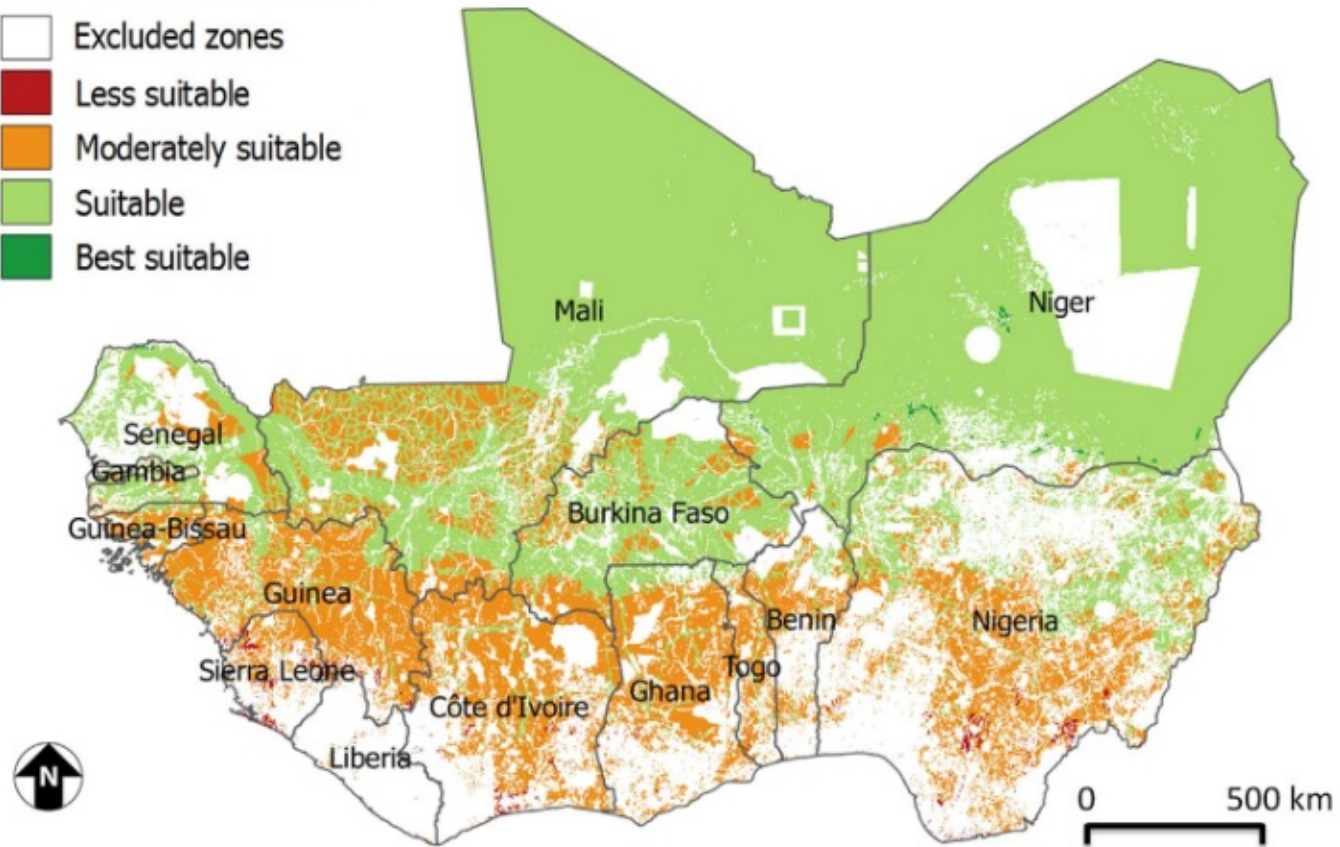 Excluded zones
Less suitable
Moderately suitable
Suitable
Best suitable
Mali
Niger
Senegal
Gambia
Guinea-Bissau
Burkina Faso
Guinea
Benin
Nigeria
Sierra Leone
Togo
Ghana
Côte d'Ivoire
Liberia
N
0 500 km